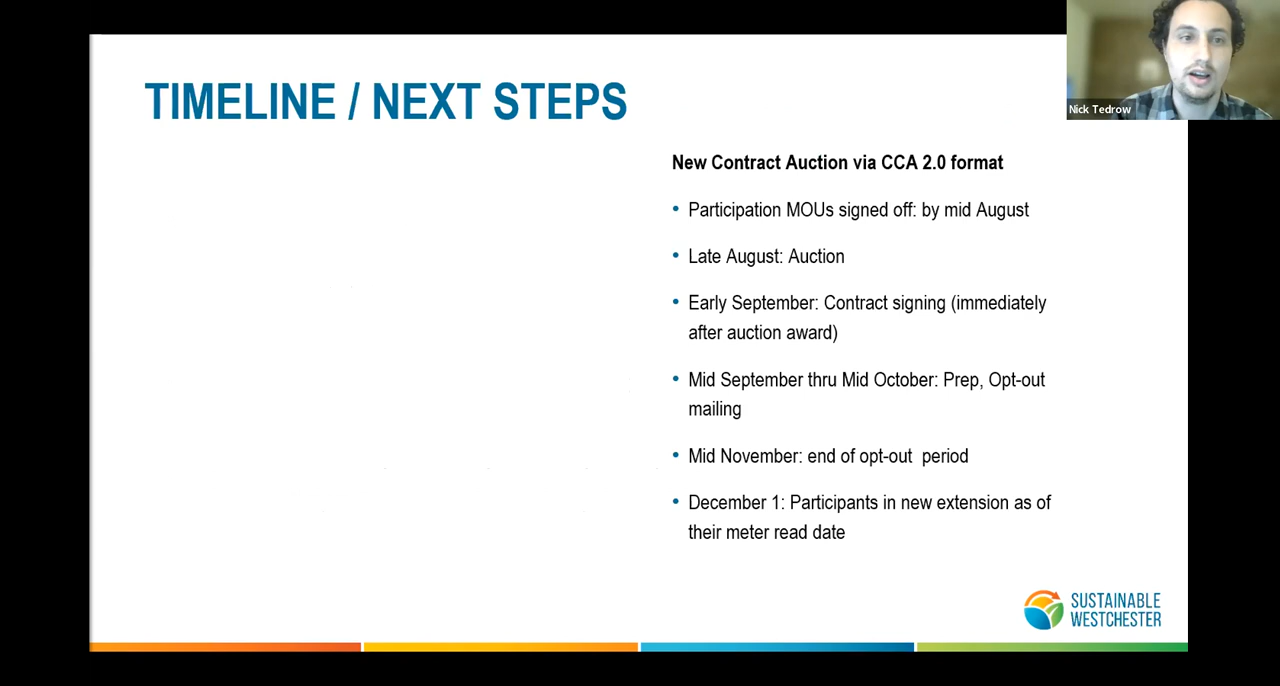 TIMELINE / NEXT STEPS
Nick Tedrow
New Contract Auction via CCA 2.0 format
• Participation MOUs signed off: by mid August
• Late August: Auction
• Early September: Contract signing (immediately
after auction award)
• Mid September thru Mid October: Prep, Opt-out
mailing
• Mid November: end of opt-out  period
• December 1: Participants in new extension as of
their meter read date
SUSTAINABLE
WESTCHESTER